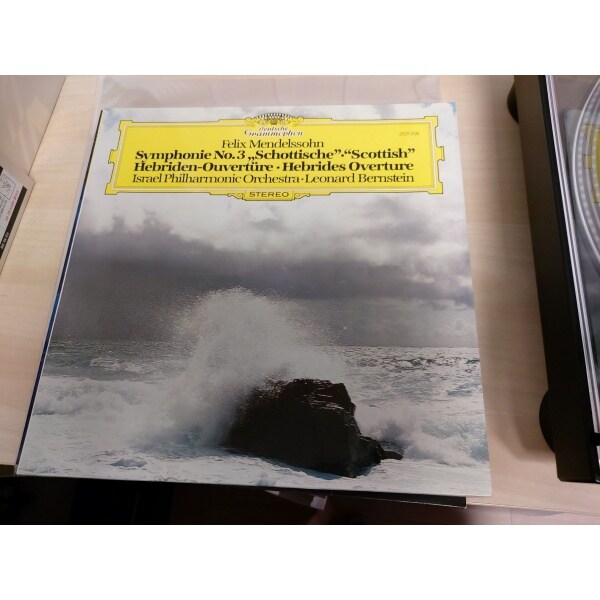 Deutsche
Grammophon
Felix Mendelssohn
Symphonie No.3 „Schottische”·“Scottish”
Hebriden-Ouvertüre · Hebrides Overture
Israel Philharmonic Orchestra · Leonard Bernstein
STEREO